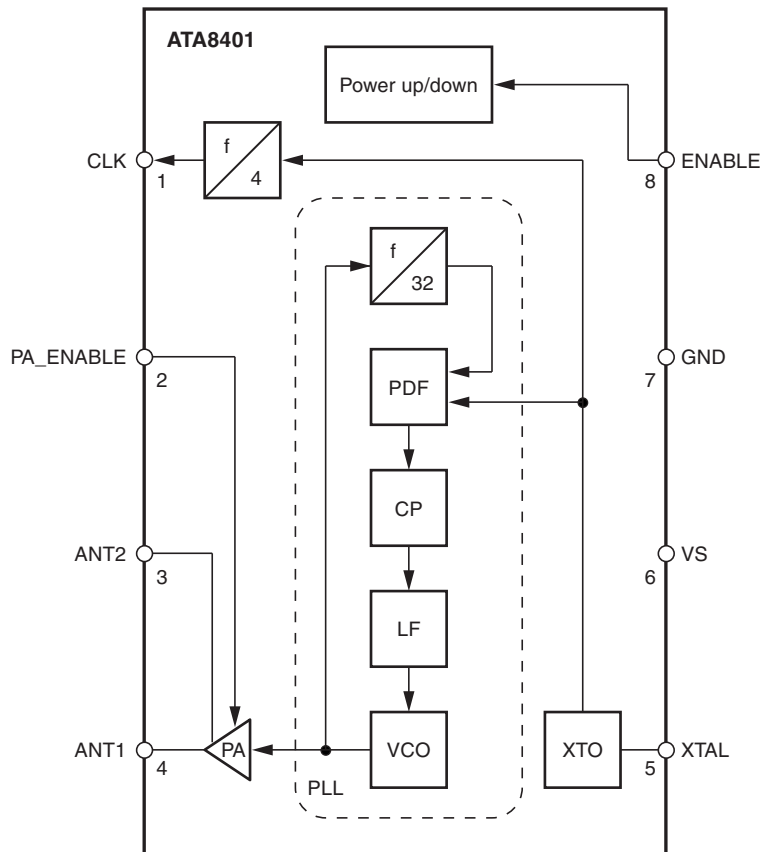 ATA8401
Power up/down
CLK
1
f
4
ENABLE
8
f
32
PA_ENABLE
2
GND
7
PDF
CP
ANT2
3
VS
6
LF
ANT1
4
PA
VCO
XTO
XTAL
5
PLL